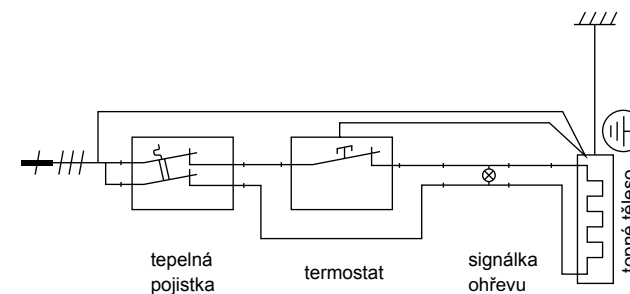 tepelná
pojistka
termostat
signálka
ohřevu
topné těleso